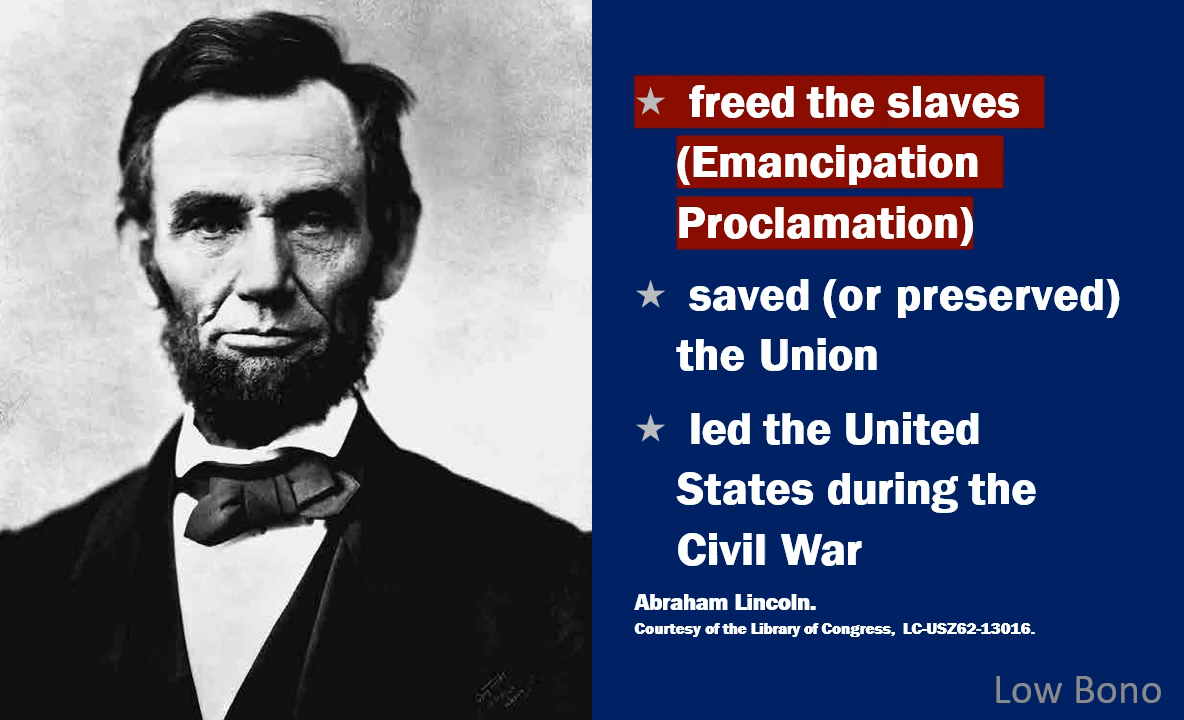 ★ freed the slaves
(Emancipation
Proclamation)
★ saved (or preserved)
the Union
★ led the United
States during the
Civil War
Abraham Lincoln.
Courtesy of the Library of Congress, LC-USZ62-13016.
Low Bono